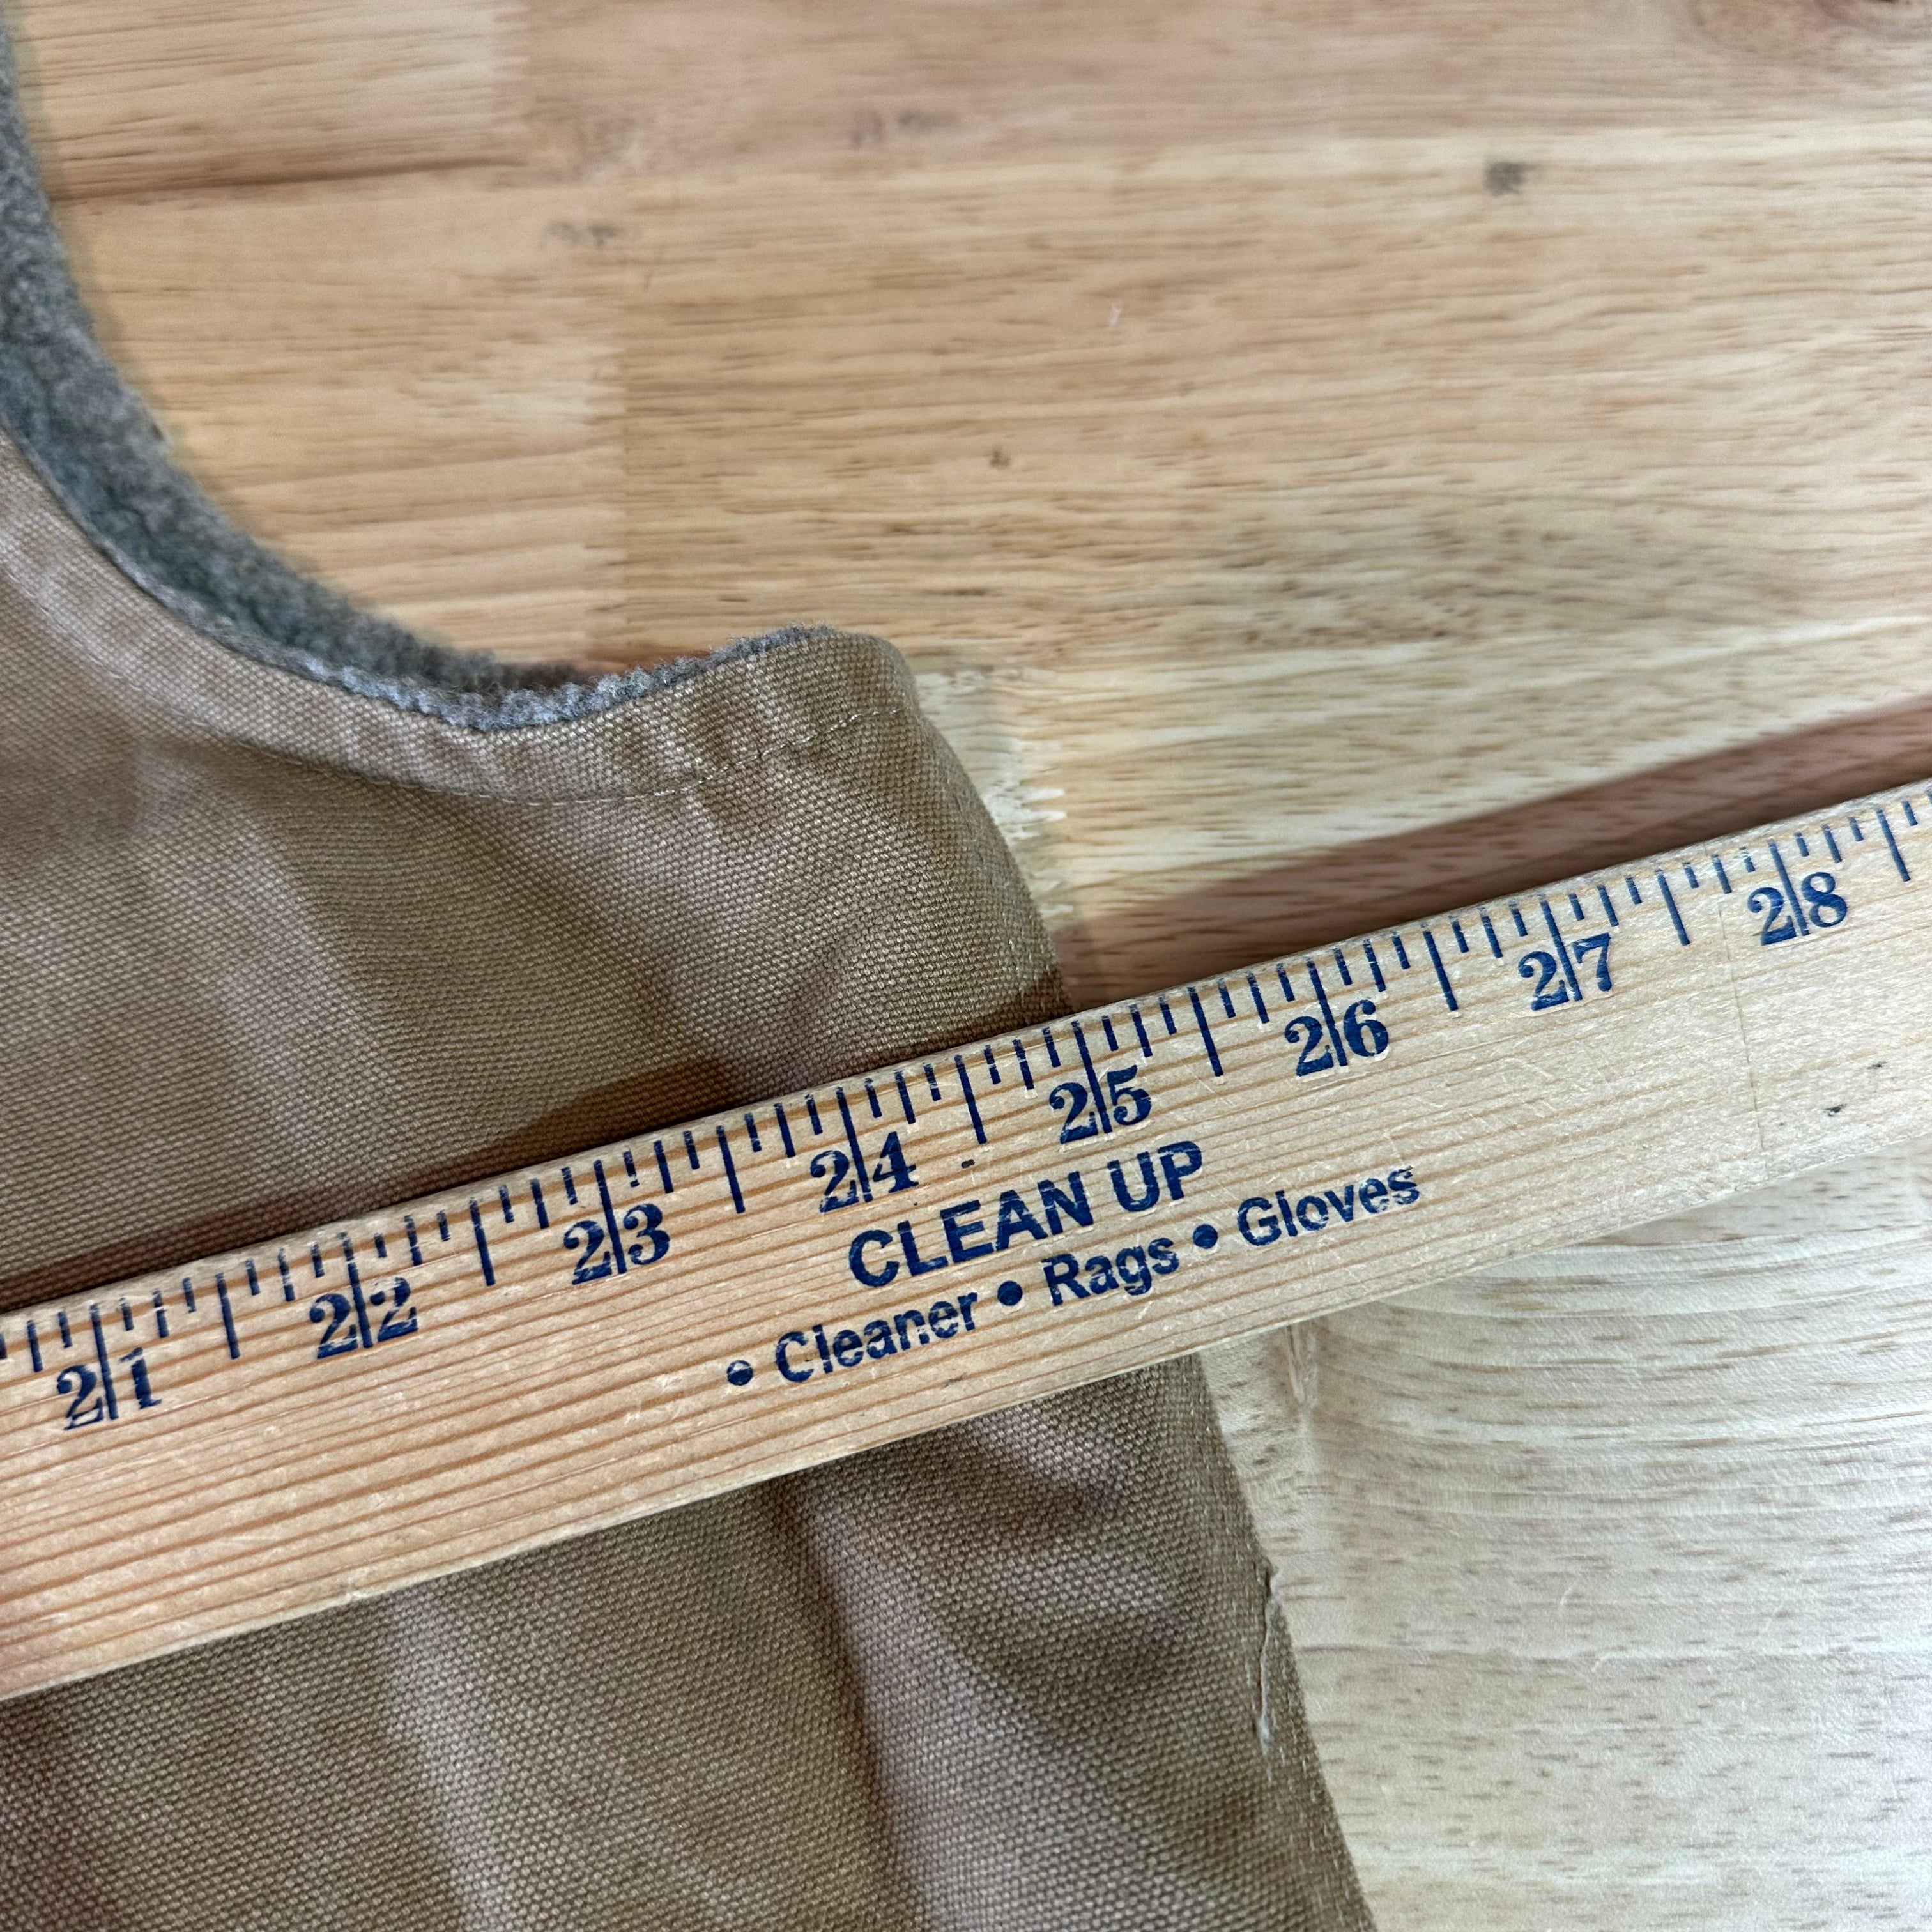 21 22 23 24 25 26 27 28
CLEAN UP
• Cleaner • Rags • Gloves